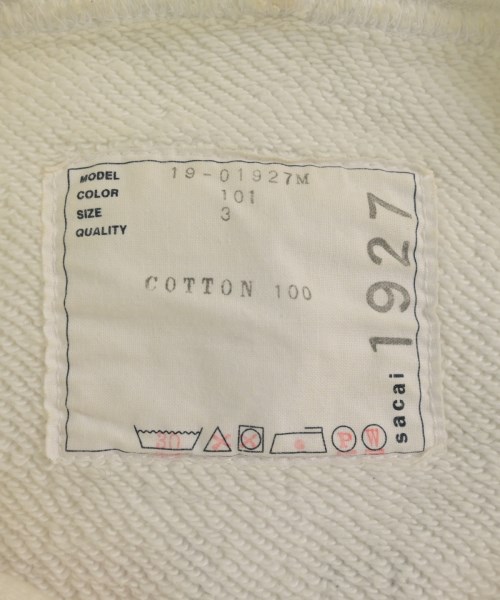 MODEL 19-01927M
COLOR 101
SIZE 3
QUALITY
COTTON 100
30 P W
sacai 1927